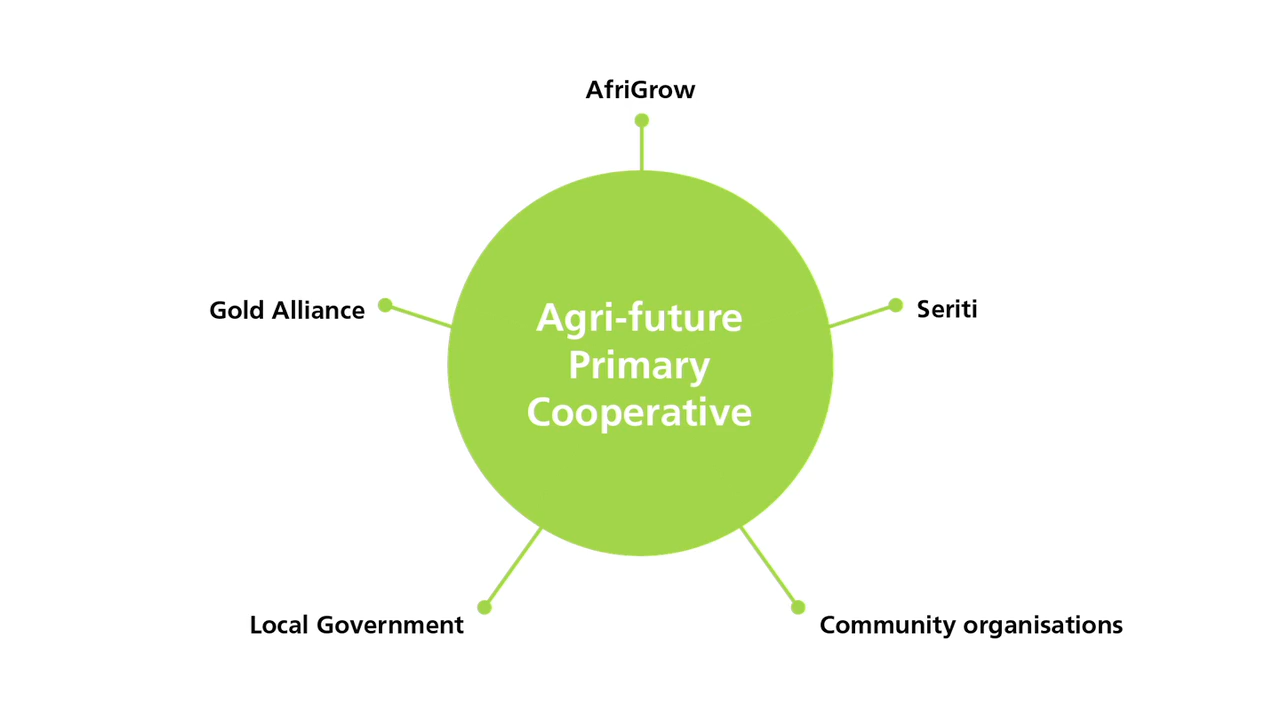 AfriGrow
Gold Alliance
Seriti
Agri-future
Primary
Cooperative
Local Government
Community organisations